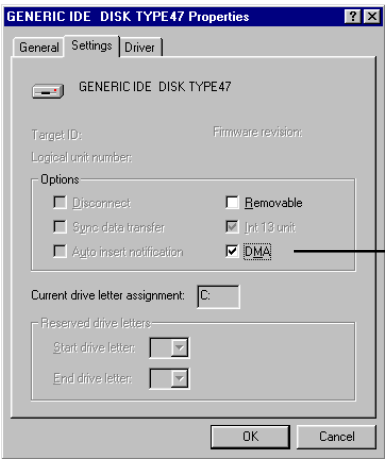 GENERIC IDE  DISK TYPE47 Properties
General Settings Driver
GENERIC IDE  DISK TYPE47
Target ID: Firmware revision:
Logical unit number:
Options
Disconnect Removable
Sync data transfer Int 13 unit
Auto insert notification DMA
Current drive letter assignment: C:
Reserved drive letters
Start drive letter:
End drive letter:
OK Cancel